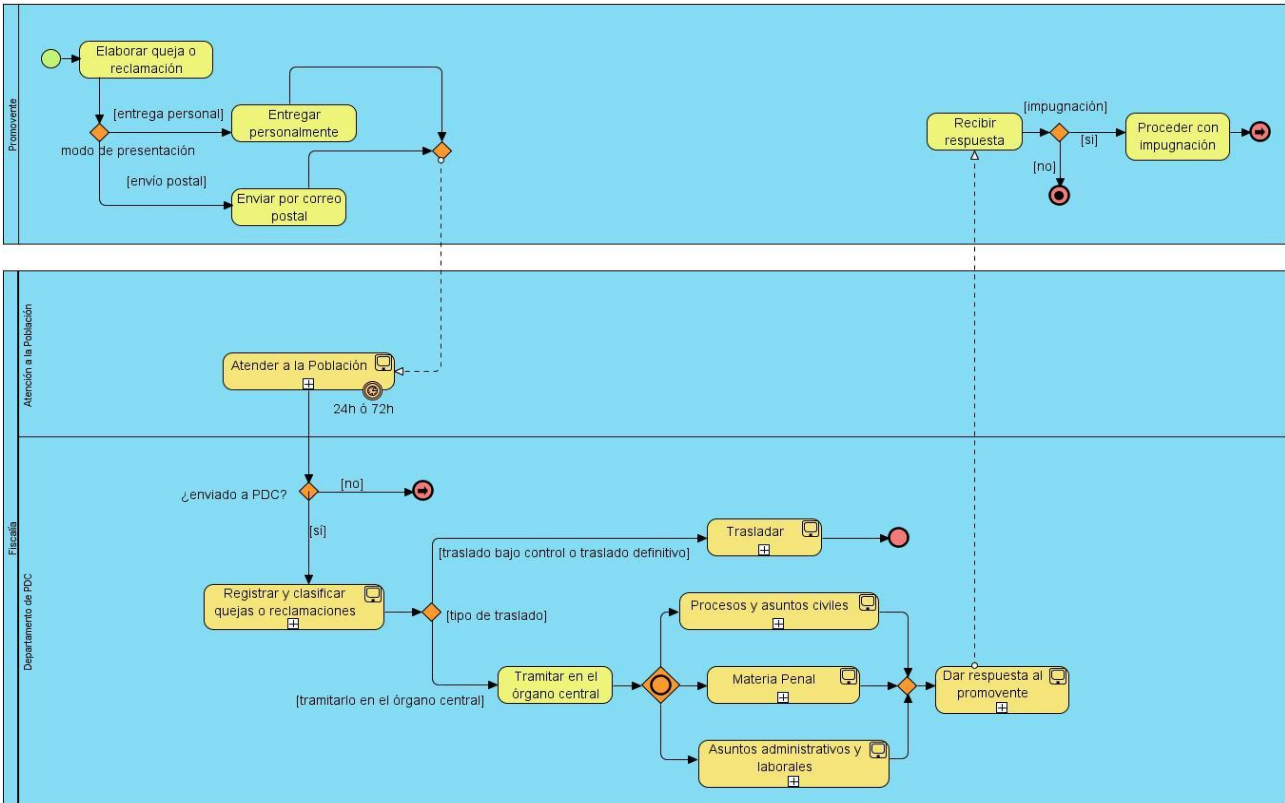 Promovente
Elaborar queja o
reclamación
[entrega personal]
Entregar
personalmente
modo de presentación
[envío postal]
Enviar por correo
postal
Recibir
respuesta
[impugnación]
[si]
[no]
Proceder con
impugnación
Fiscalía
Atención a la Población
Atender a la Población
24h ó 72h
Departamento de PDC
¿enviado a PDC?
[no]
[sí]
Registrar y clasificar
quejas o reclamaciones
[traslado bajo control o traslado definitivo]
[tipo de traslado]
[tramitarlo en el órgano central]
Trasladar
Tramitar en el
órgano central
Procesos y asuntos civiles
Materia Penal
Asuntos administrativos y
laborales
Dar respuesta al
promovente